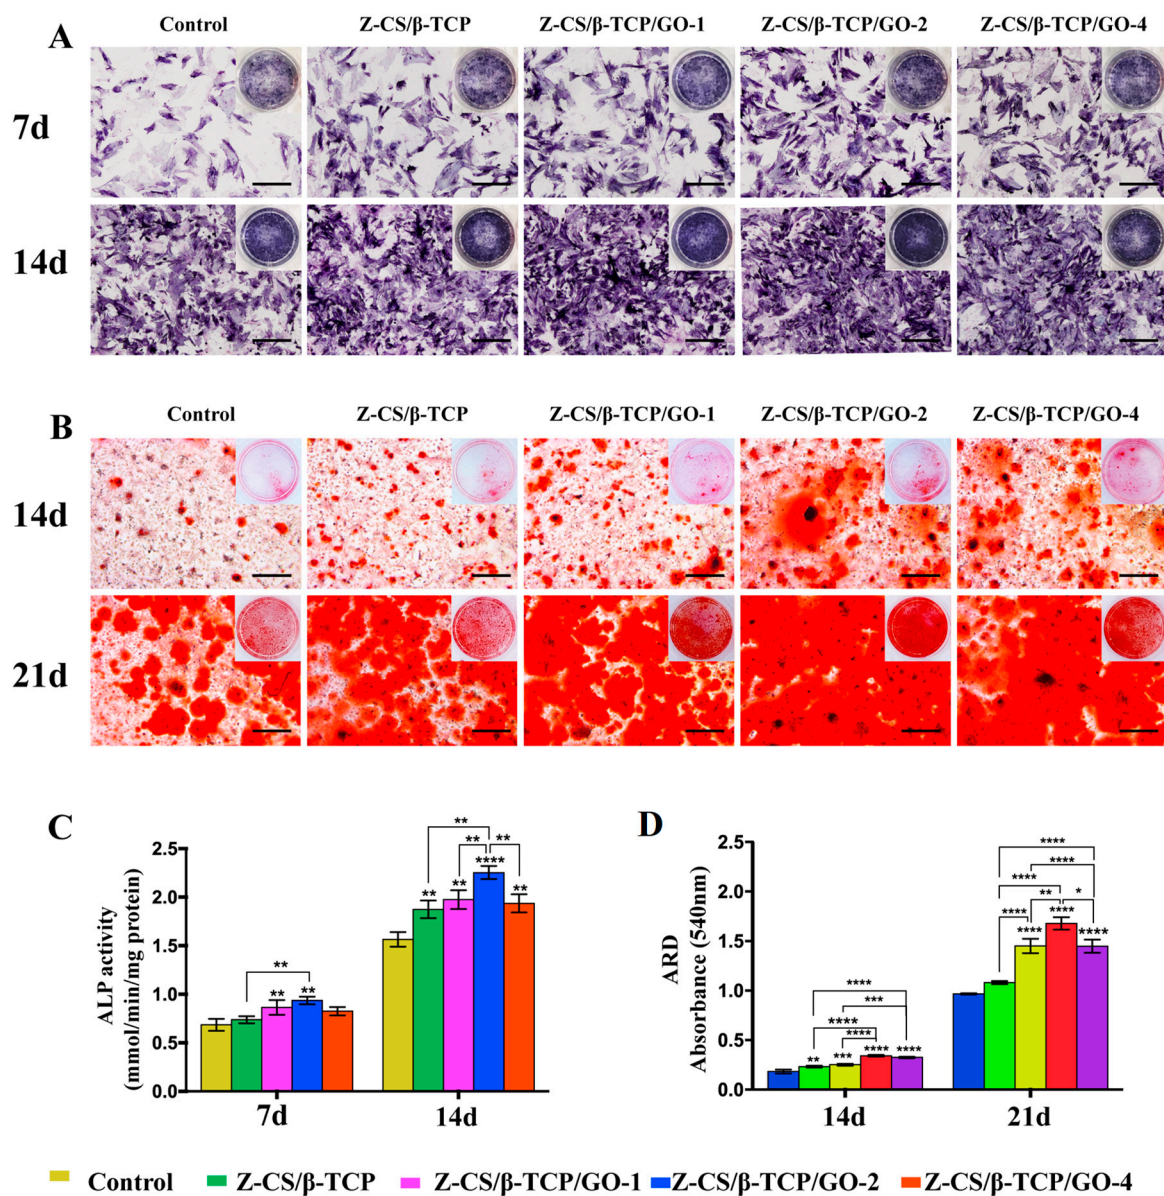 A
Control Z-CS/β-TCP Z-CS/β-TCP/GO-1 Z-CS/β-TCP/GO-2 Z-CS/β-TCP/GO-4
7d
14d
B
Control Z-CS/β-TCP Z-CS/β-TCP/GO-1 Z-CS/β-TCP/GO-2 Z-CS/β-TCP/GO-4
14d
21d
C
ALP activity
(mmol/min/mg protein)
2.5
2.0
1.5
1.0
0.5
0.0
** ** **
** ** **** **
**
** **
7d 14d
D
ARD
Absorbance (540nm)
2.5
2.0
1.5
1.0
0.5
0.0
****
****
**** ** *
**** **** **** ****
****
***
**** ****
** *** **** ****
14d 21d
Control Z-CS/β-TCP Z-CS/β-TCP/GO-1 Z-CS/β-TCP/GO-2 Z-CS/β-TCP/GO-4